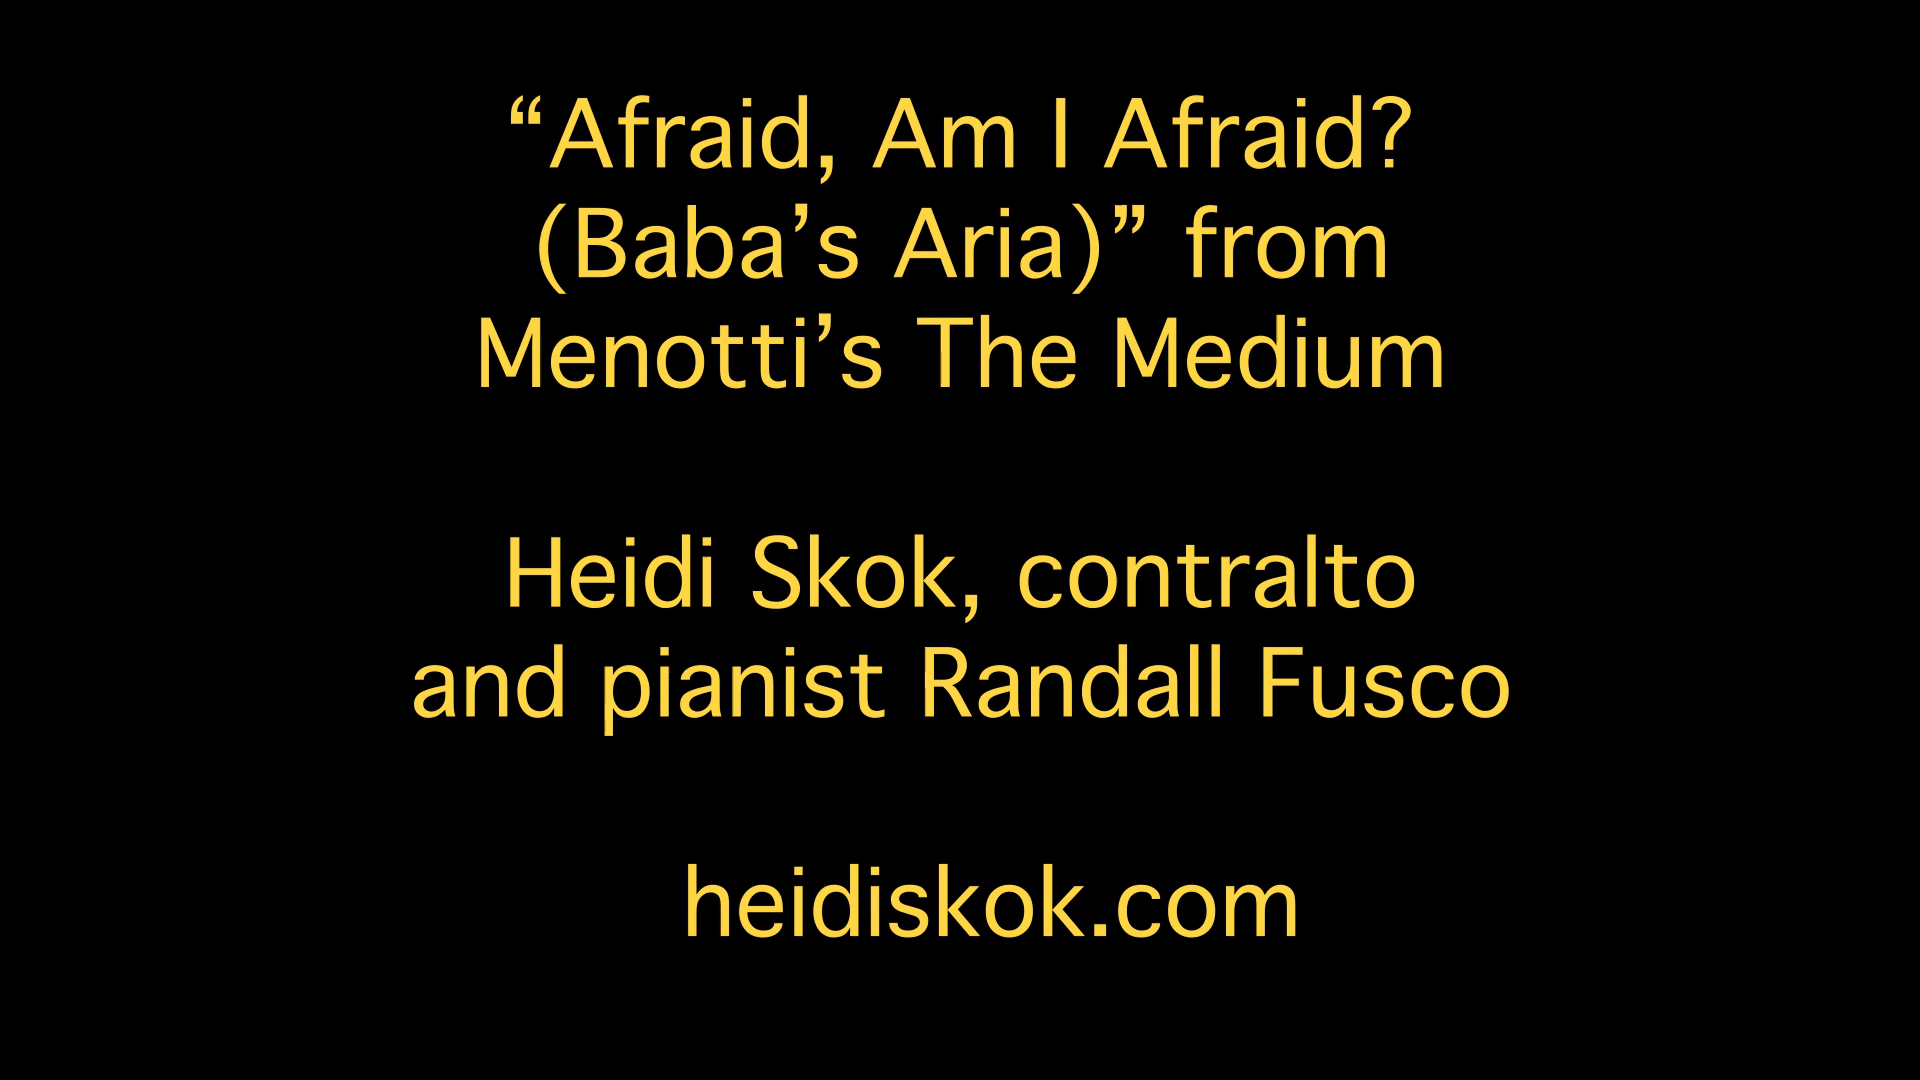 “Afraid, Am I Afraid?
(Baba’s Aria)” from
Menotti’s The Medium
Heidi Skok, contralto
and pianist Randall Fusco
heidiskok.com